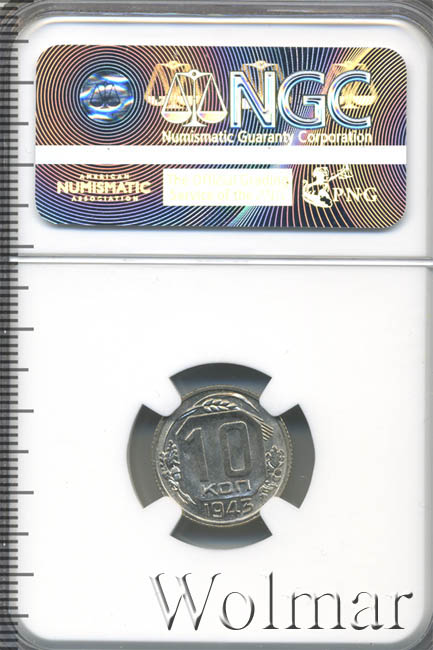 NGC
Numismatic Guaranty Corporation
AMERICAN
NUMISMATIC
ASSOCIATION
PNG
10
КОП
1943
Wolmar